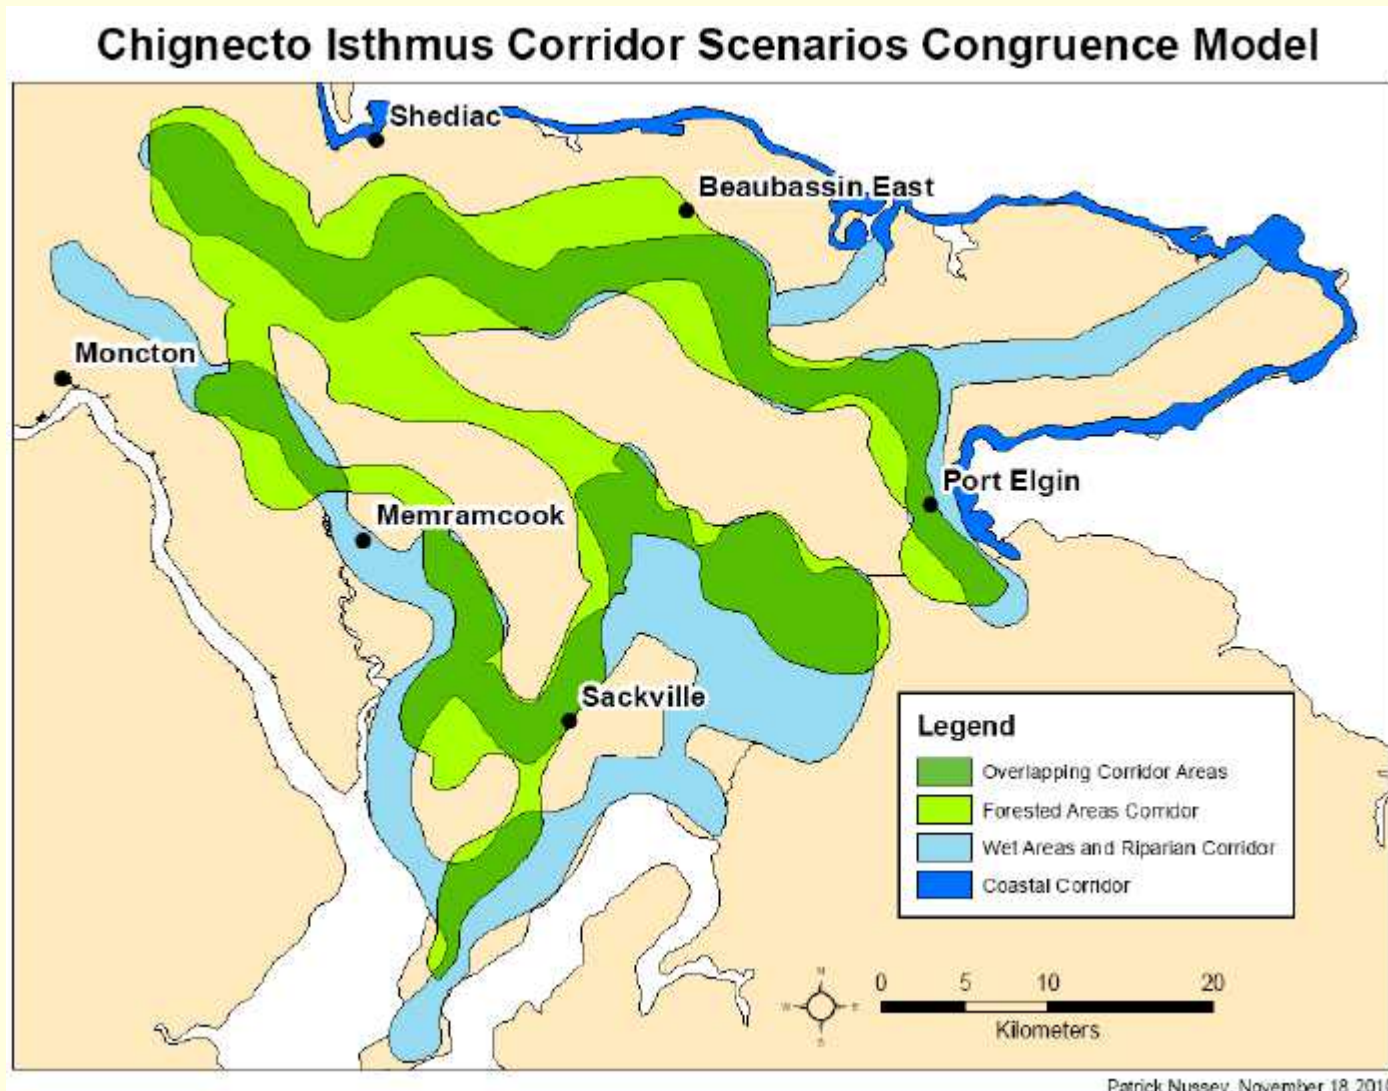 Chignecto Isthmus Corridor Scenarios Congruence Model
Shediac
Beaubassin East
Moncton
Port Elgin
Memramcook
Sackville
Legend
Overlapping Corridor Areas
Forested Areas Corridor
Wet Areas and Riparian Corridor
Coastal Corridor
N
W E
S
0 5 10 20
Kilometers
Patrick Nussey, November 18